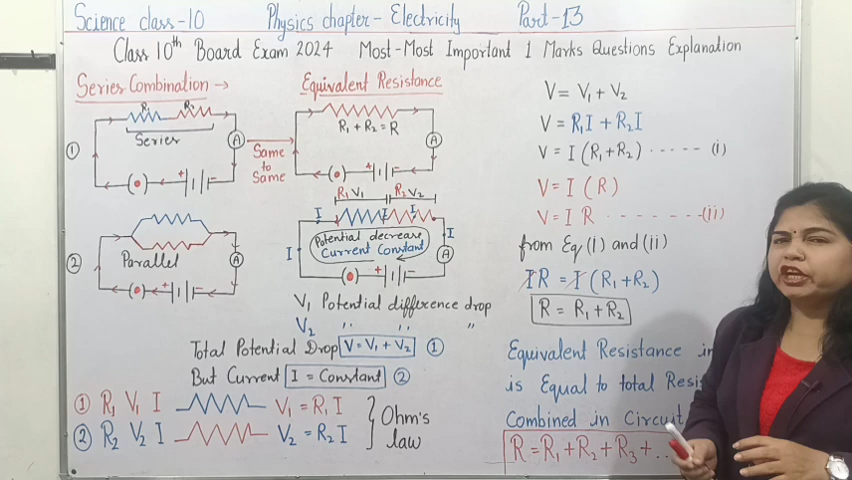 Science class-10 Physics chapter- Electricity Part-13
Class 10th Board Exam 2024 Most-Most Important 1 Marks Questions Explanation
Series Combination →
R1 R2
Series
A
①
+ -
Same
to
Same
Equivalent Resistance
R1 + R2 = R
A
+ -
②
Parallel
A
+ -
R1 V1 R2 V2
I I I
I I
Potential decrease
Current Constant
A
+ -
V1 Potential difference drop
V2 ,, ,, ,,
Total Potential Drop V = V1 + V2 ①
But Current I = Constant ②
① R1 V1 I V1 = R1 I
② R2 V2 I V2 = R2 I
Ohm's
law
V = V1 + V2
V = R1I + R2I
V = I (R1+R2) ..... (i)
V = I (R)
V = I R ....... (ii)
from Eq (i) and (ii)
IR = I (R1+R2)
R = R1+R2
Equivalent Resistance in
is Equal to total Resis
Combined in Circuit
R = R1+R2+R3+..